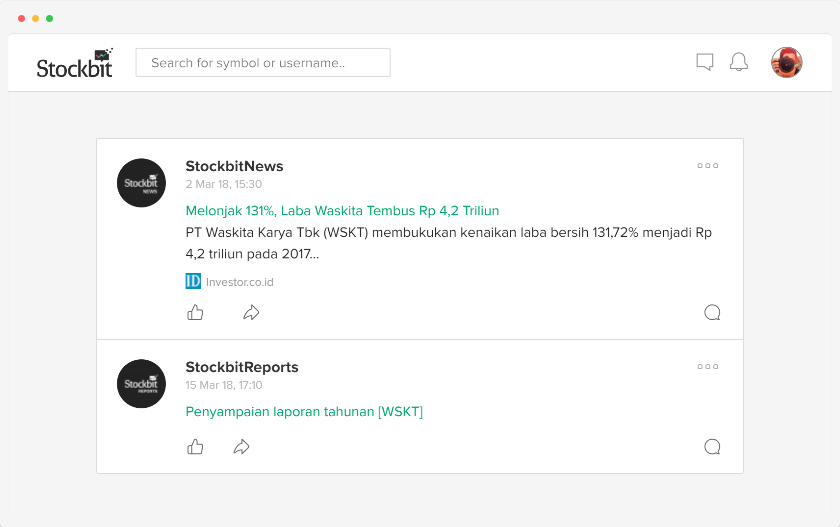 Stockbit
Search for symbol or username..
Stockbit
NEWS
StockbitNews
2 Mar 18, 15:30
Melonjak 131%, Laba Waskita Tembus Rp 4,2 Triliun
PT Waskita Karya Tbk (WSKT) membukukan kenaikan laba bersih 131,72% menjadi Rp
4,2 triliun pada 2017...
ID Investor.co.id
Stockbit
REPORTS
StockbitReports
15 Mar 18, 17:10
Penyampaian laporan tahunan [WSKT]